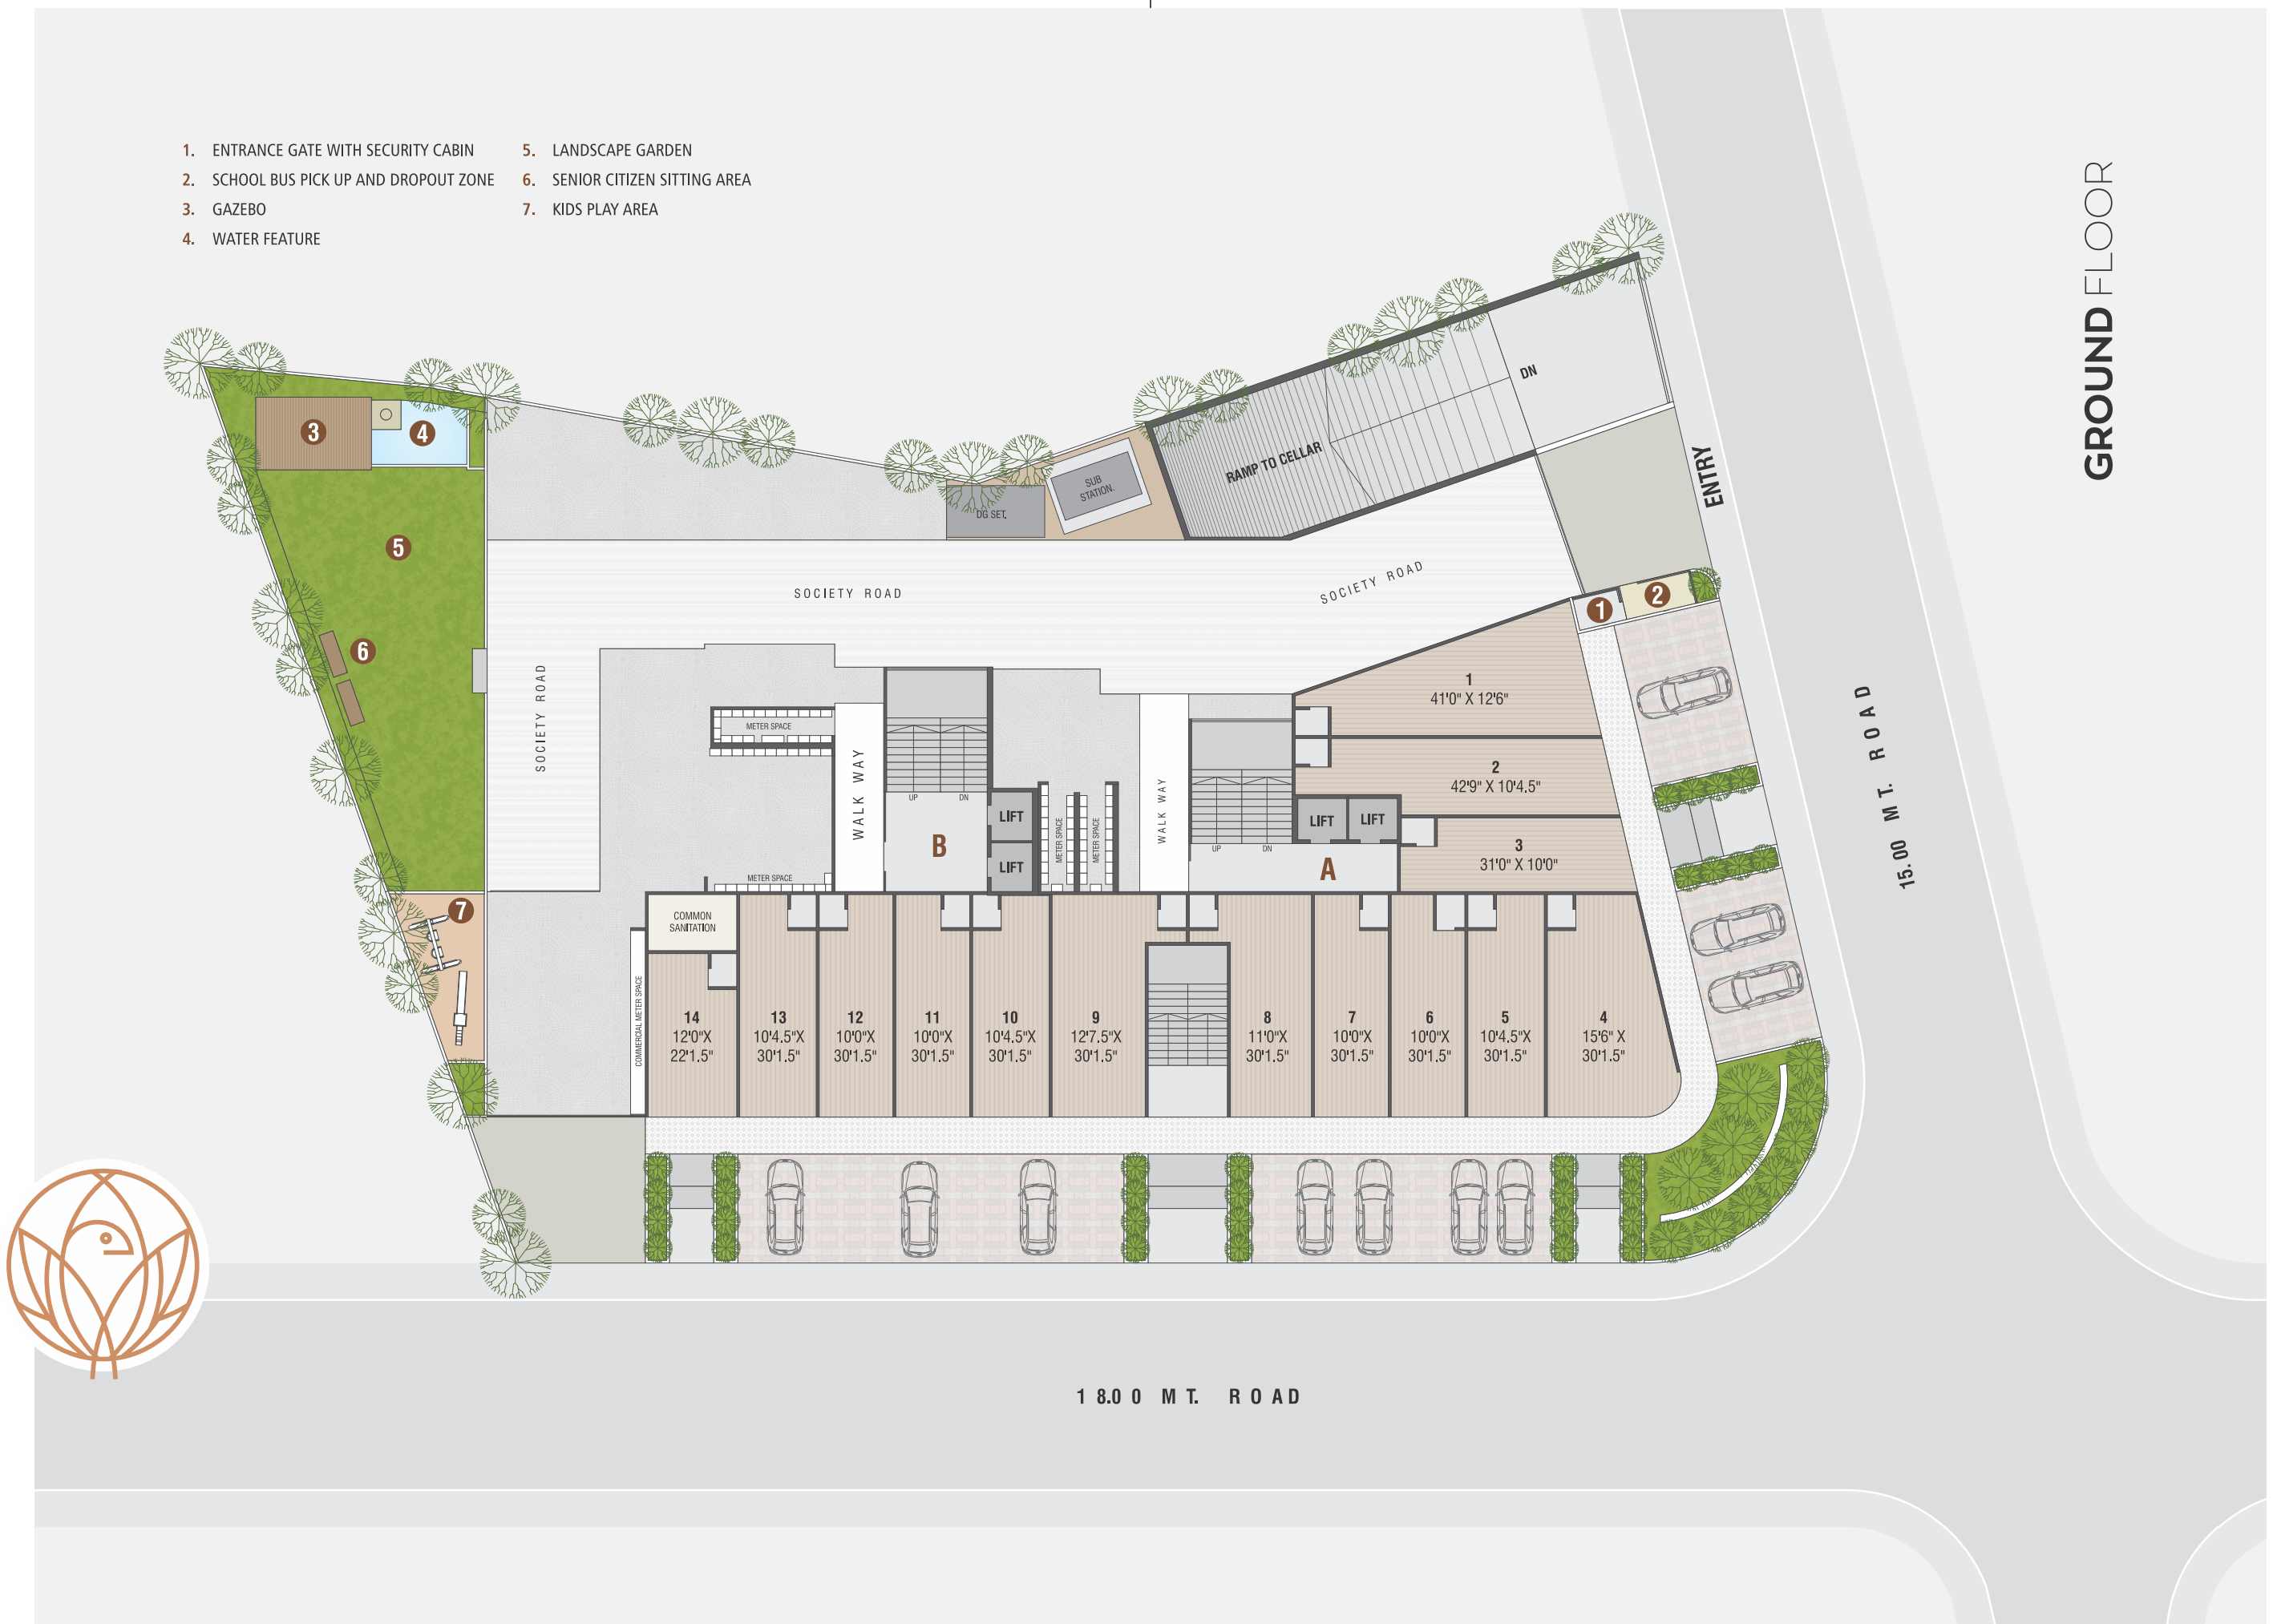 1. ENTRANCE GATE WITH SECURITY CABIN
2. SCHOOL BUS PICK UP AND DROPOUT ZONE
3. GAZEBO
4. WATER FEATURE
5. LANDSCAPE GARDEN
6. SENIOR CITIZEN SITTING AREA
7. KIDS PLAY AREA
GROUND FLOOR
3
4
5
6
7
DG SET.
SUB
STATION.
RAMP TO CELLAR
DN
ENTRY
SOCIETY ROAD
SOCIETY ROAD
SOCIETY ROAD
1
2
METER SPACE
METER SPACE
WALK WAY
UP
DN
B
LIFT
LIFT
METER SPACE
METER SPACE
WALK WAY
UP
DN
LIFT
LIFT
A
1
41'0" X 12'6"
2
42'9" X 10'4.5"
3
31'0" X 10'0"
15.00 MT. ROAD
COMMON
SANITATION
COMMERCIAL METER SPACE
14
12'0"X
22'1.5"
13
10'4.5"X
30'1.5"
12
10'0"X
30'1.5"
11
10'0"X
30'1.5"
10
10'4.5"X
30'1.5"
9
12'7.5"X
30'1.5"
8
11'0"X
30'1.5"
7
10'0"X
30'1.5"
6
10'0"X
30'1.5"
5
10'4.5"X
30'1.5"
4
15'6" X
30'1.5"
18.00 MT. ROAD